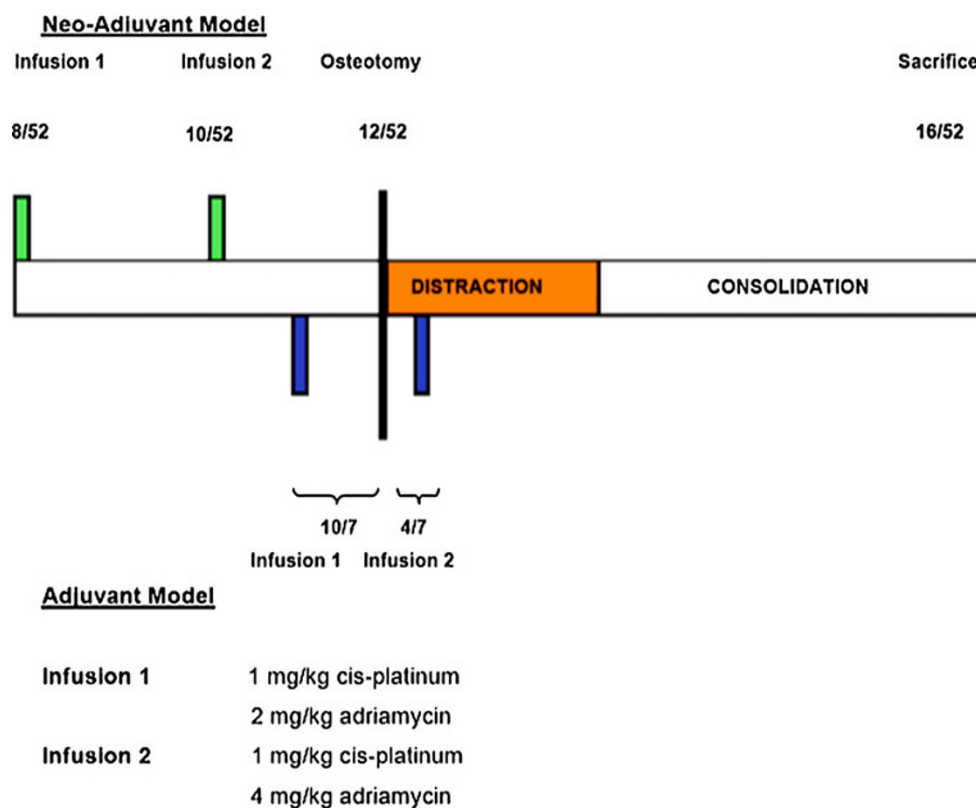 Neo-Adiuvant Model
Infusion 1 Infusion 2 Osteotomy Sacrifice
8/52 10/52 12/52 16/52
DISTRACTION CONSOLIDATION
10/7 4/7
Infusion 1 Infusion 2
Adjuvant Model
Infusion 1 1 mg/kg cis-platinum
2 mg/kg adriamycin
Infusion 2 1 mg/kg cis-platinum
4 mg/kg adriamycin